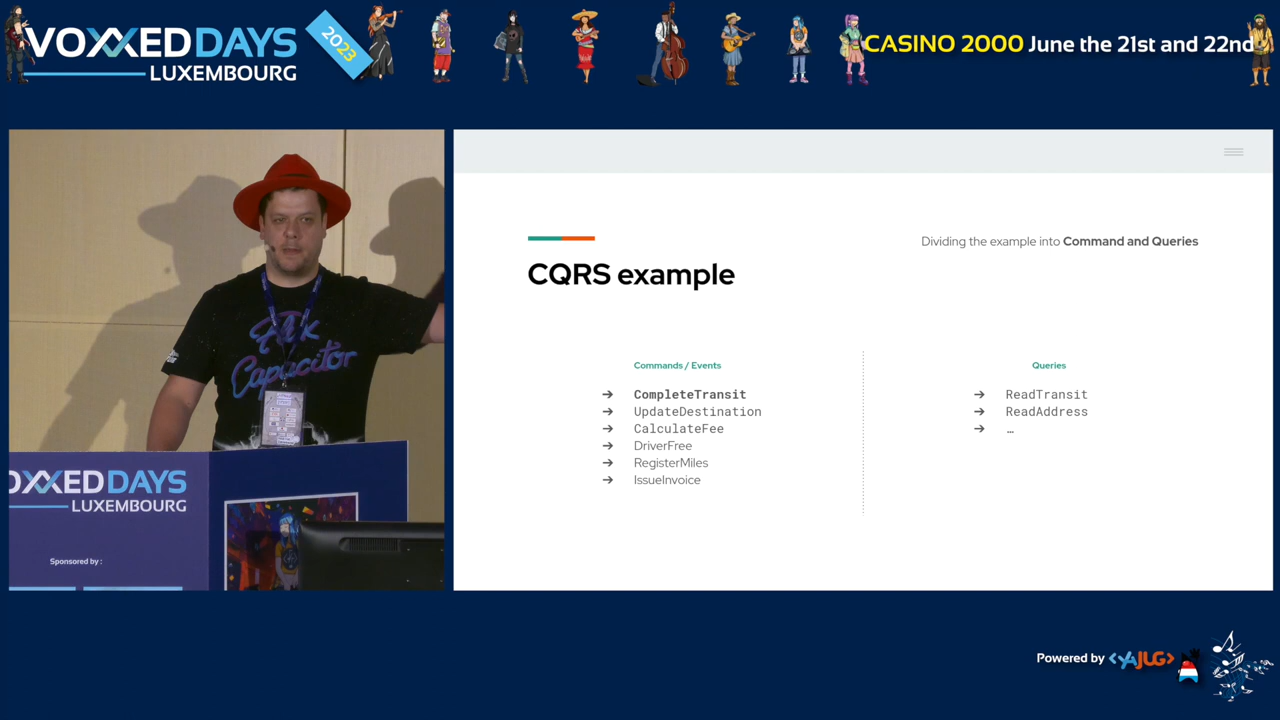 VOXXED DAYS
LUXEMBOURG
2023
CASINO 2000 June the 21st and 22nd
Flux
Capacitor
VOXXED DAYS
LUXEMBOURG
Sponsored by :
Dividing the example into Command and Queries
CQRS example
Commands / Events
➔ CompleteTransit
➔ UpdateDestination
➔ CalculateFee
➔ DriverFree
➔ RegisterMiles
➔ IssueInvoice
Queries
➔ ReadTransit
➔ ReadAddress
➔ …
Powered by <YAJUG>